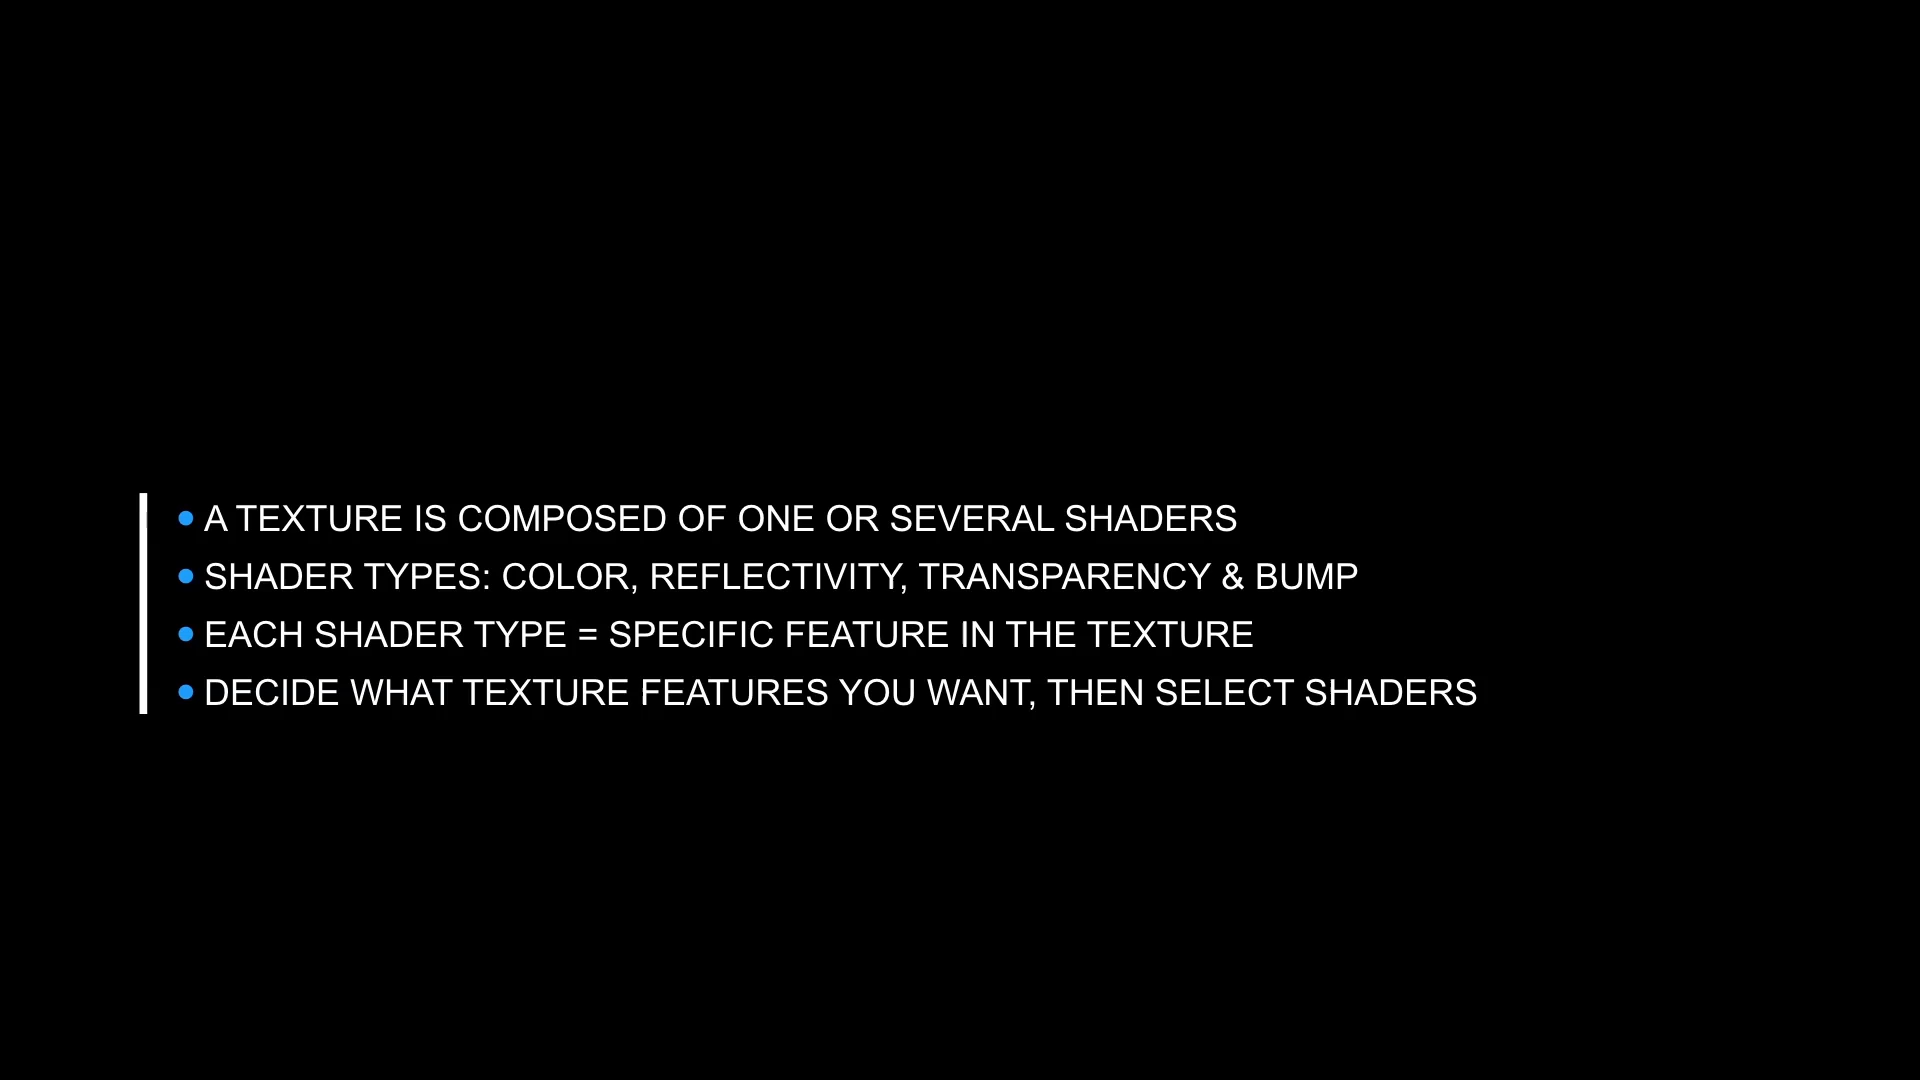 • A TEXTURE IS COMPOSED OF ONE OR SEVERAL SHADERS
• SHADER TYPES: COLOR, REFLECTIVITY, TRANSPARENCY & BUMP
• EACH SHADER TYPE = SPECIFIC FEATURE IN THE TEXTURE
• DECIDE WHAT TEXTURE FEATURES YOU WANT, THEN SELECT SHADERS